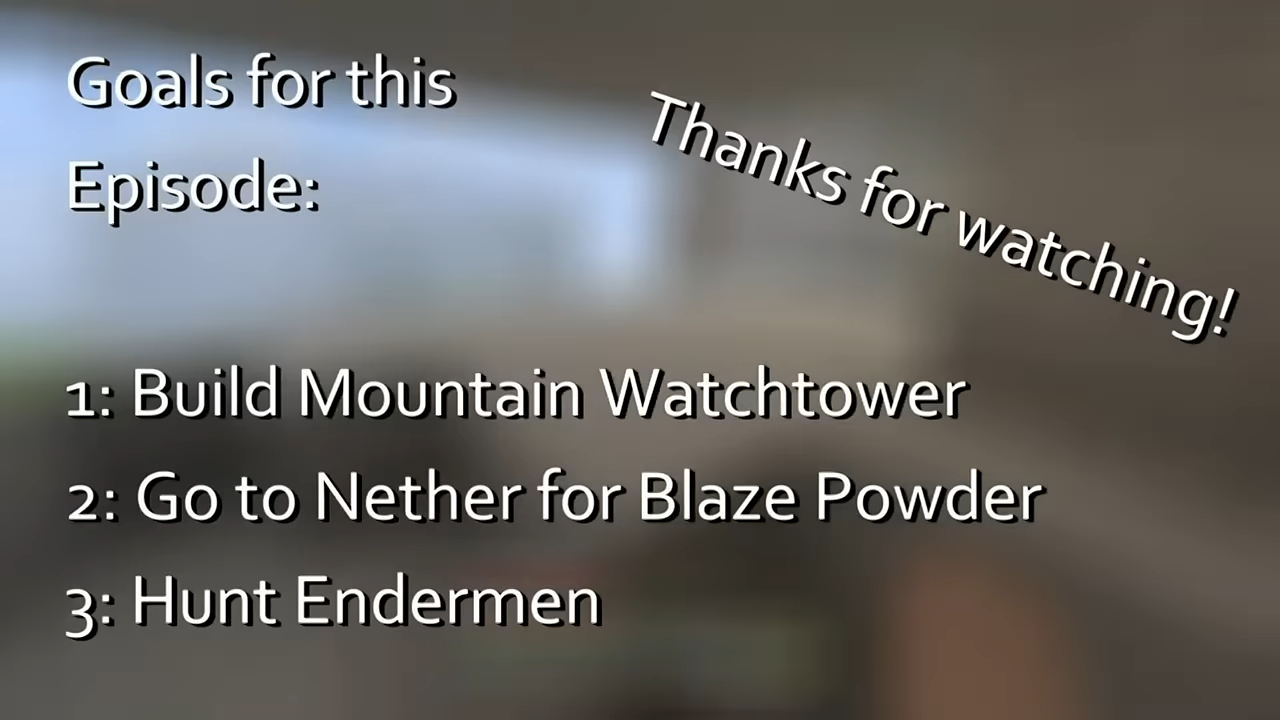 Goals for this
Episode:
Thanks for watching!
1: Build Mountain Watchtower
2: Go to Nether for Blaze Powder
3: Hunt Endermen